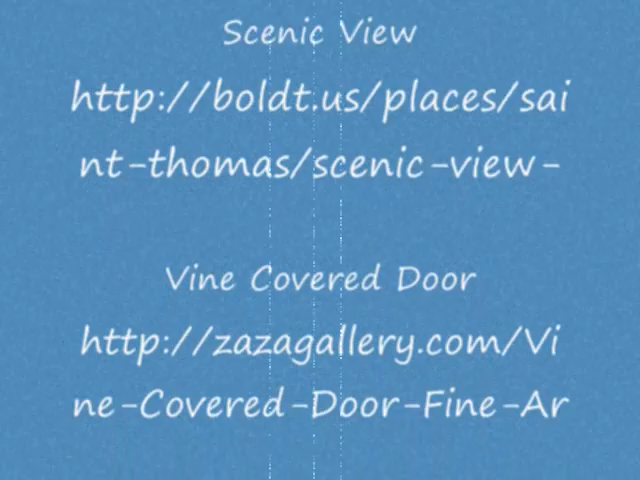 Scenic View
http://boldt.us/places/sai
nt-thomas/scenic-view-
Vine Covered Door
http://zazagallery.com/Vi
ne-Covered-Door-Fine-Ar